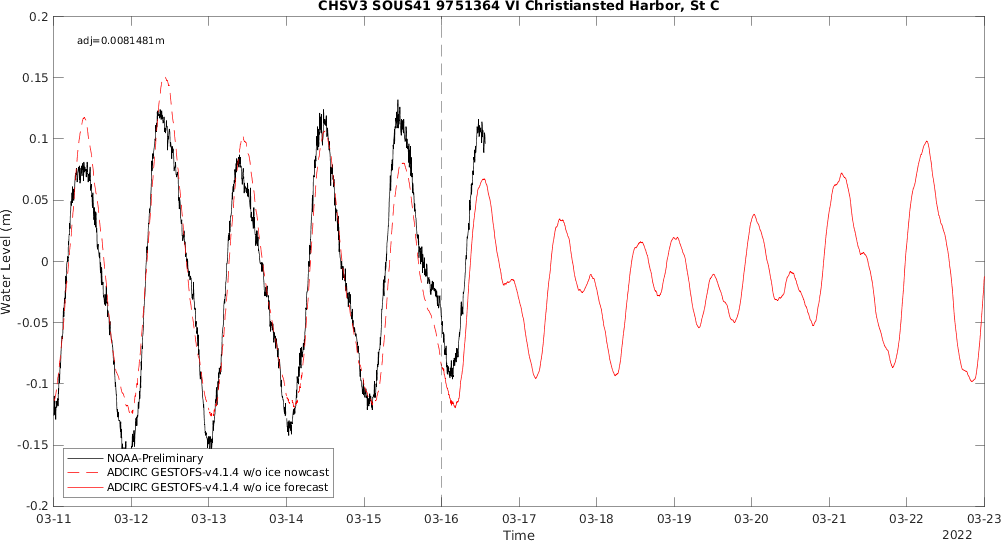 CHSV3 SOUS41 9751364 VI Christiansted Harbor, St C
adj=0.0081481m
0.2
0.15
0.1
0.05
0
-0.05
-0.1
-0.15
-0.2
Water Level (m)
NOAA-Preliminary
ADCIRC GESTOFS-v4.1.4 w/o ice nowcast
ADCIRC GESTOFS-v4.1.4 w/o ice forecast
03-11 03-12 03-13 03-14 03-15 03-16 03-17 03-18 03-19 03-20 03-21 03-22 03-23
Time
2022